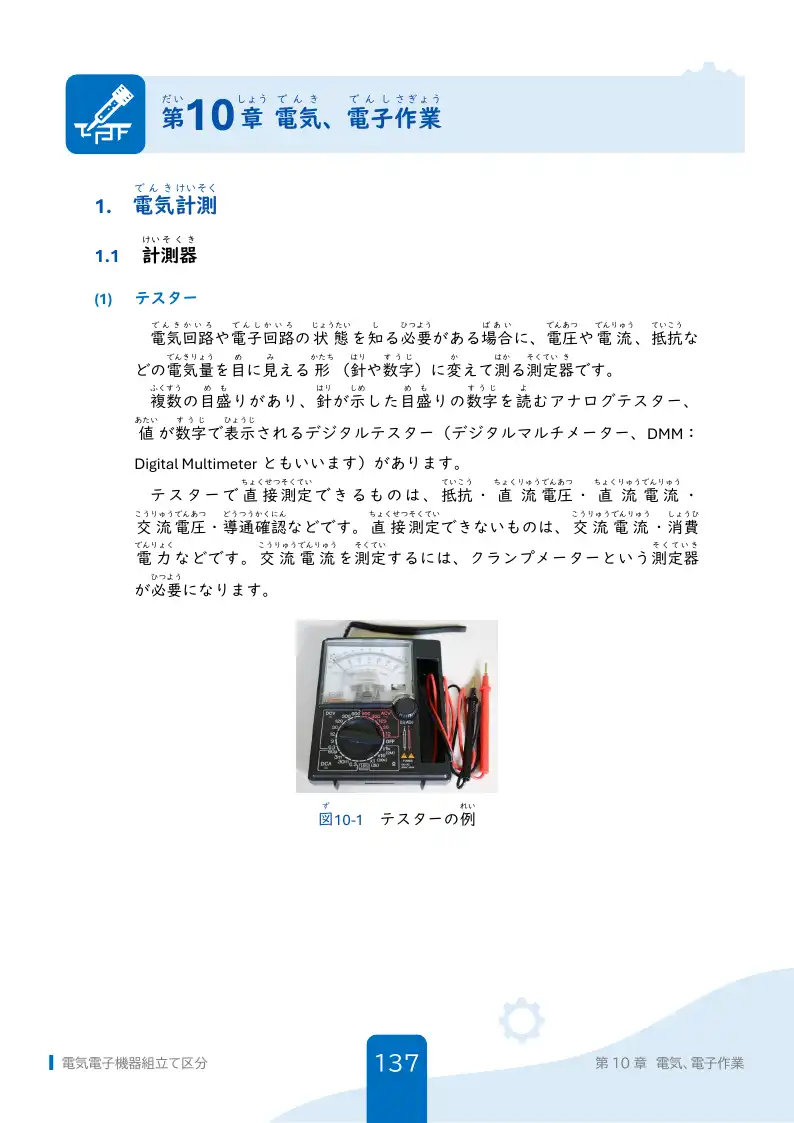 第10章 電気、電子作業
1. 電気計測
1.1 計測器
(1) テスター
電気回路や電子回路の状態を知る必要がある場合に、電圧や電流、抵抗な
どの電気量を目に見える形（針や数字）に変えて測る測定器です。
複数の目盛りがあり、針が示した目盛りの数字を読むアナログテスター、
値が数字で表示されるデジタルテスター（デジタルマルチメーター、DMM：
Digital Multimeter ともいいます）があります。
テスターで直接測定できるものは、抵抗・直流電圧・直流電流・
交流電圧・導通確認などです。直接測定できないものは、交流電流・消費
電力などです。交流電流を測定するには、クランプメーターという測定器
が必要になります。
DCV
ACV
OFF
DCA
図10-1 テスターの例
電気電子機器組立て区分
137
第 10 章 電気、電子作業